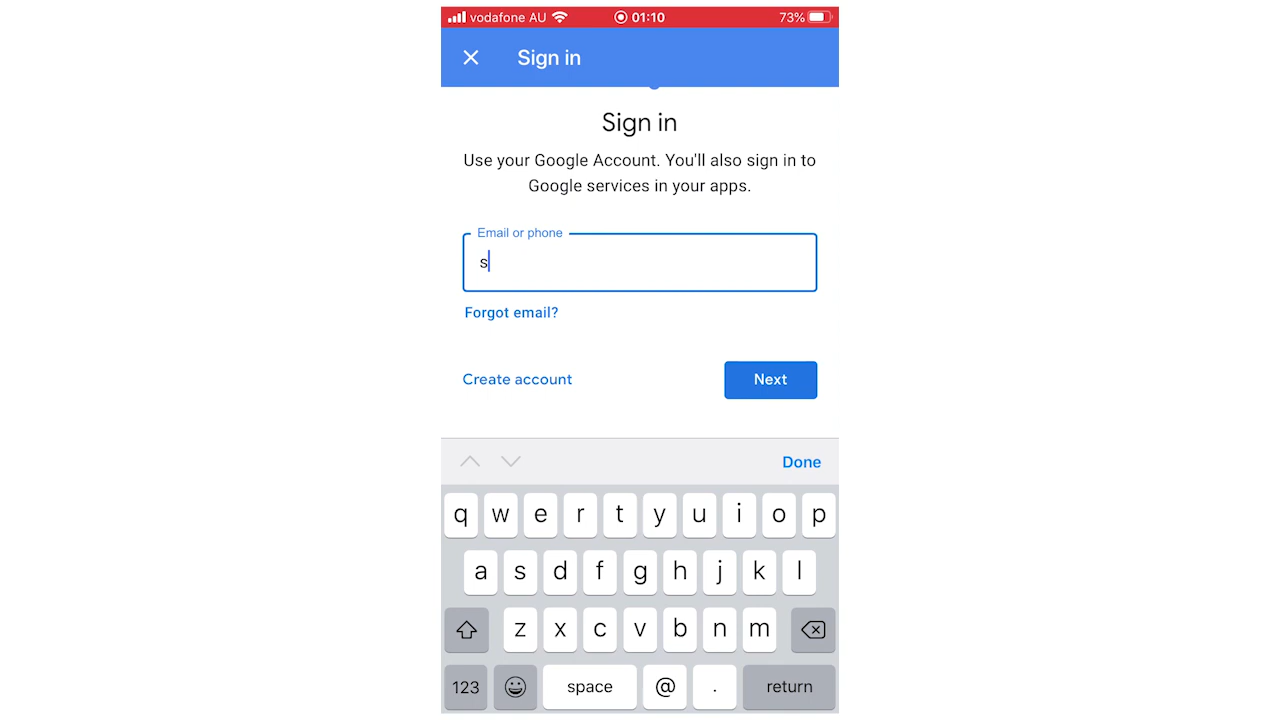 vodafone AU 01:10 73%
Sign in
Sign in
Use your Google Account. You'll also sign in to
Google services in your apps.
Email or phone
s
Forgot email?
Create account Next
Done
q w e r t y u i o p
a s d f g h j k l
z x c v b n m
123 space @ . return